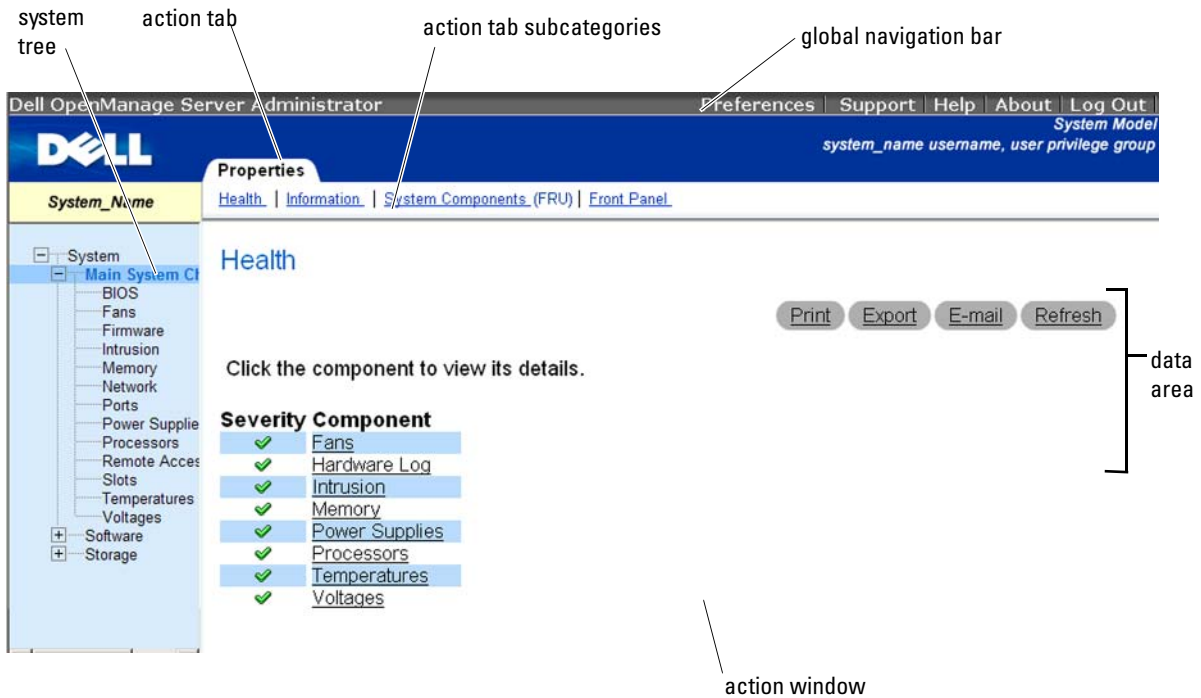 system tree
action tab
action tab subcategories
global navigation bar
Dell OpenManage Server Administrator
Preferences | Support | Help | About | Log Out |
System Model
DELL
system_name username, user privilege group
Properties
System_Name
Health | Information | System Components (FRU) | Front Panel
System
Main System Ch
BIOS
Fans
Firmware
Intrusion
Memory
Network
Ports
Power Supplie
Processors
Remote Acces
Slots
Temperatures
Voltages
Software
Storage
Health
Print Export E-mail Refresh
data area
Click the component to view its details.
Severity Component
Fans
Hardware Log
Intrusion
Memory
Power Supplies
Processors
Temperatures
Voltages
action window